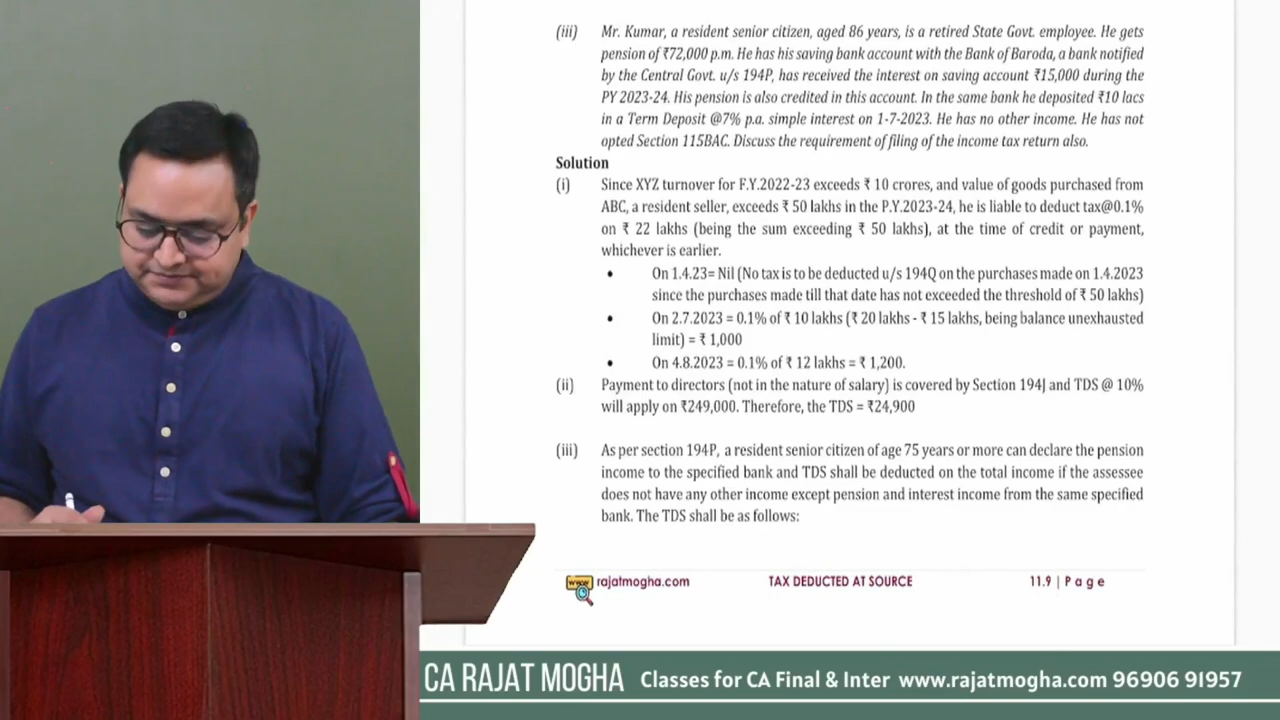 (iii) Mr. Kumar, a resident senior citizen, aged 86 years, is a retired State Govt. employee. He gets
pension of ₹72,000 p.m. He has his saving bank account with the Bank of Baroda, a bank notified
by the Central Govt. u/s 194P, has received the interest on saving account ₹15,000 during the
PY 2023-24. His pension is also credited in this account. In the same bank he deposited ₹10 lacs
in a Term Deposit @7% p.a. simple interest on 1-7-2023. He has no other income. He has not
opted Section 115BAC. Discuss the requirement of filing of the income tax return also.
Solution
(i) Since XYZ turnover for F.Y.2022-23 exceeds ₹ 10 crores, and value of goods purchased from
ABC, a resident seller, exceeds ₹ 50 lakhs in the P.Y.2023-24, he is liable to deduct tax@0.1%
on ₹ 22 lakhs (being the sum exceeding ₹ 50 lakhs), at the time of credit or payment,
whichever is earlier.
• On 1.4.23= Nil (No tax is to be deducted u/s 194Q on the purchases made on 1.4.2023
since the purchases made till that date has not exceeded the threshold of ₹ 50 lakhs)
• On 2.7.2023 = 0.1% of ₹ 10 lakhs (₹ 20 lakhs - ₹ 15 lakhs, being balance unexhausted
limit) = ₹ 1,000
• On 4.8.2023 = 0.1% of ₹ 12 lakhs = ₹ 1,200.
(ii) Payment to directors (not in the nature of salary) is covered by Section 194J and TDS @ 10%
will apply on ₹249,000. Therefore, the TDS = ₹24,900
(iii) As per section 194P, a resident senior citizen of age 75 years or more can declare the pension
income to the specified bank and TDS shall be deducted on the total income if the assessee
does not have any other income except pension and interest income from the same specified
bank. The TDS shall be as follows:
www rajatmogha.com TAX DEDUCTED AT SOURCE 11.9 | P a g e
CA RAJAT MOGHA Classes for CA Final & Inter www.rajatmogha.com 96906 91957